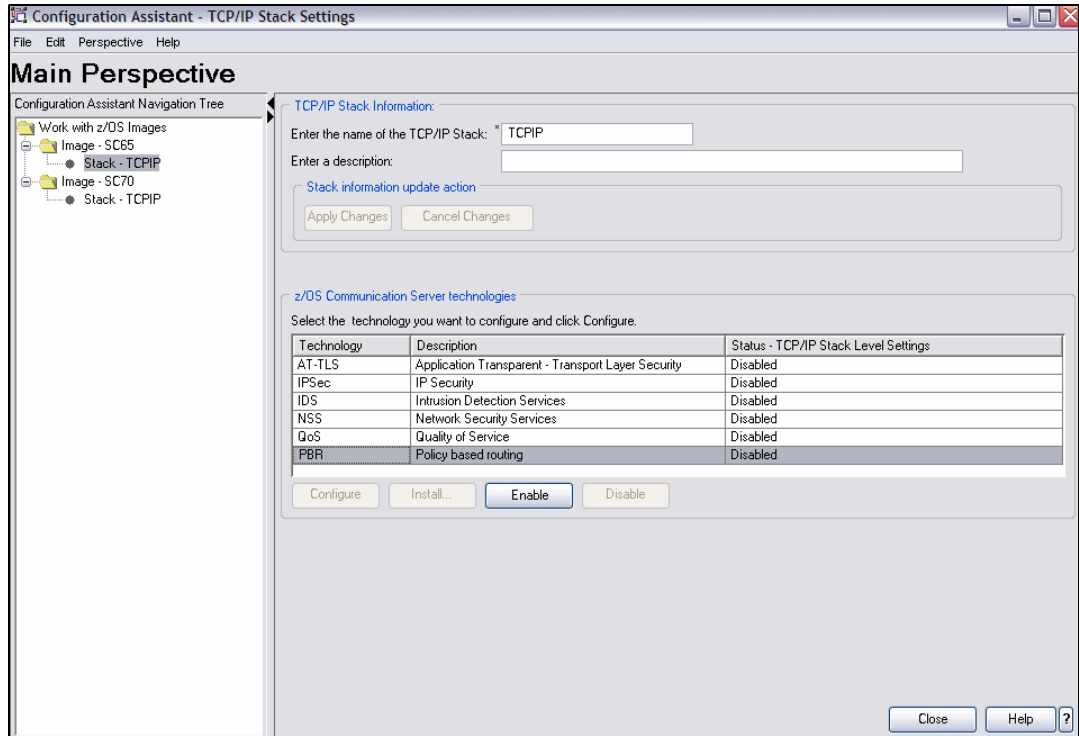 Configuration Assistant - TCP/IP Stack Settings
File Edit Perspective Help
Main Perspective
Configuration Assistant Navigation Tree
Work with z/OS Images
Image - SC65
Stack - TCPIP
Image - SC70
Stack - TCPIP
TCP/IP Stack Information:
Enter the name of the TCP/IP Stack: * TCPIP
Enter a description:
Stack information update action
Apply Changes Cancel Changes
z/OS Communication Server technologies
Select the technology you want to configure and click Configure.
Technology Description Status - TCP/IP Stack Level Settings
AT-TLS Application Transparent - Transport Layer Security Disabled
IPSec IP Security Disabled
IDS Intrusion Detection Services Disabled
NSS Network Security Services Disabled
QoS Quality of Service Disabled
PBR Policy based routing Disabled
Configure Install... Enable Disable
Close Help ?